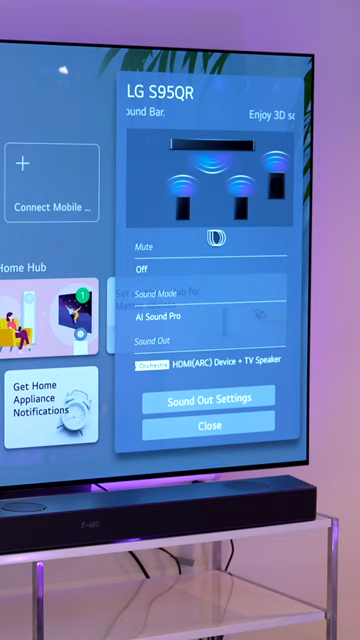 LG S95QR
ound Bar.
Enjoy 3D so
Connect Mobile ...
Mute
Off
Home Hub
1
Sound Mode
AI Sound Pro
Sound Out
Orchestra HDMI(ARC) Device + TV Speaker
Get Home
Appliance
Notifications
Sound Out Settings
Close